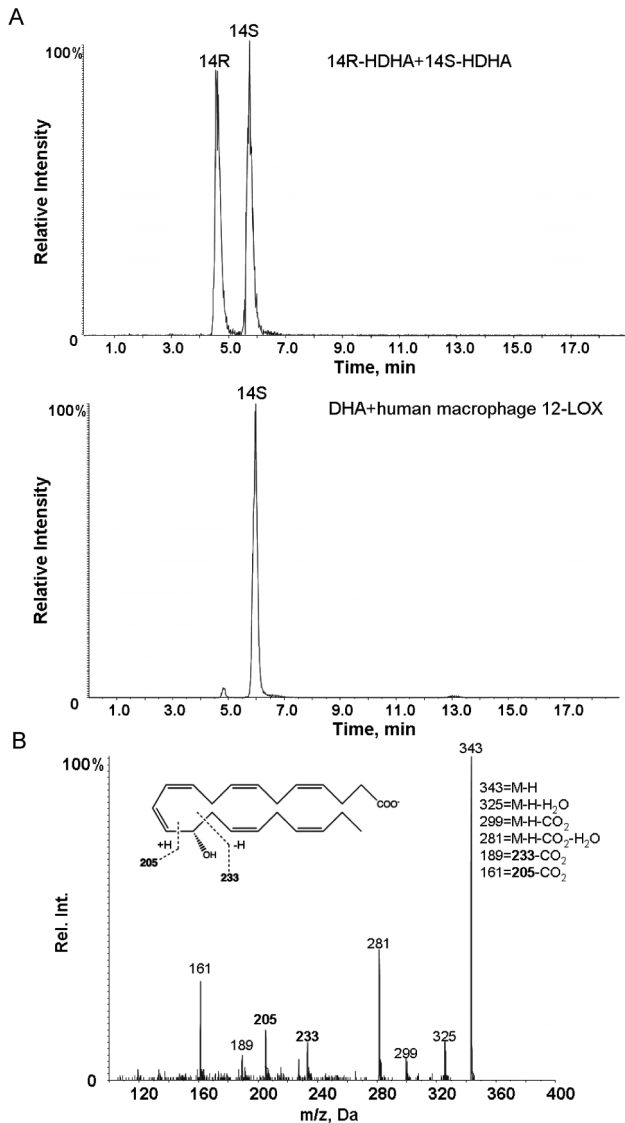 A
100%
14R
14S
14R-HDHA+14S-HDHA
Relative Intensity
0
1.0 3.0 5.0 7.0 9.0 11.0 13.0 15.0 17.0
Time, min
100%
14S
DHA+human macrophage 12-LOX
Relative Intensity
0
1.0 3.0 5.0 7.0 9.0 11.0 13.0 15.0 17.0
Time, min
B
100%
343
COO-
+H
-H
OH
205
233
343=M-H
325=M-H-H2O
299=M-H-CO2
281=M-H-CO2-H2O
189=233-CO2
161=205-CO2
Rel. Int.
161
189
205
233
281
299
325
0
120 160 200 240 280 320 360 400
m/z, Da